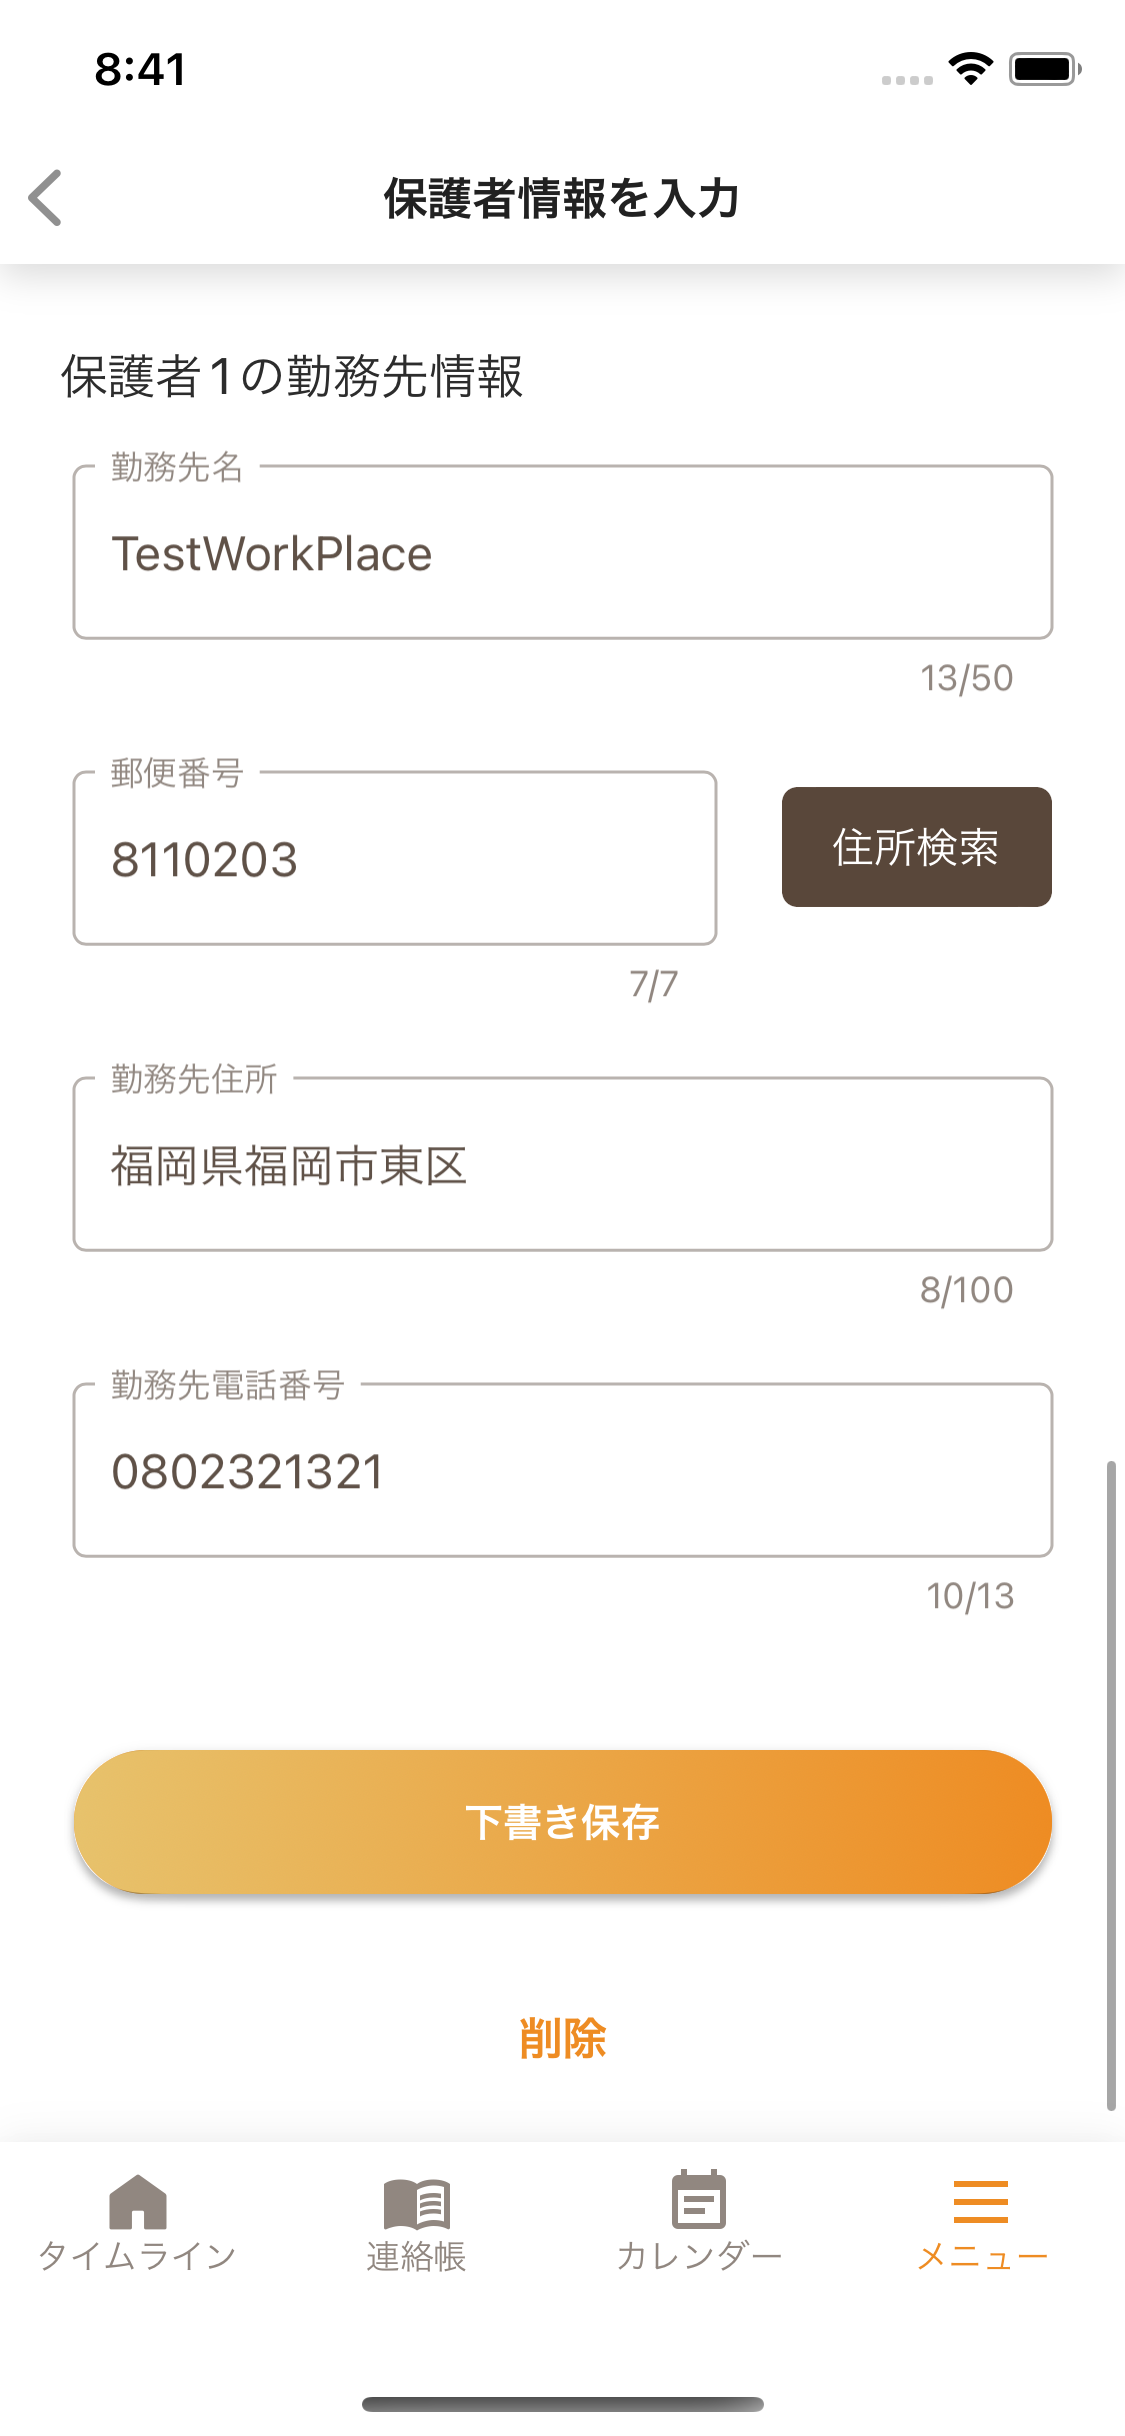 8:41
保護者情報を入力
保護者1の勤務先情報
勤務先名
TestWorkPlace
13/50
郵便番号
8110203
住所検索
7/7
勤務先住所
福岡県福岡市東区
8/100
勤務先電話番号
0802321321
10/13
下書き保存
削除
タイムライン
連絡帳
カレンダー
メニュー